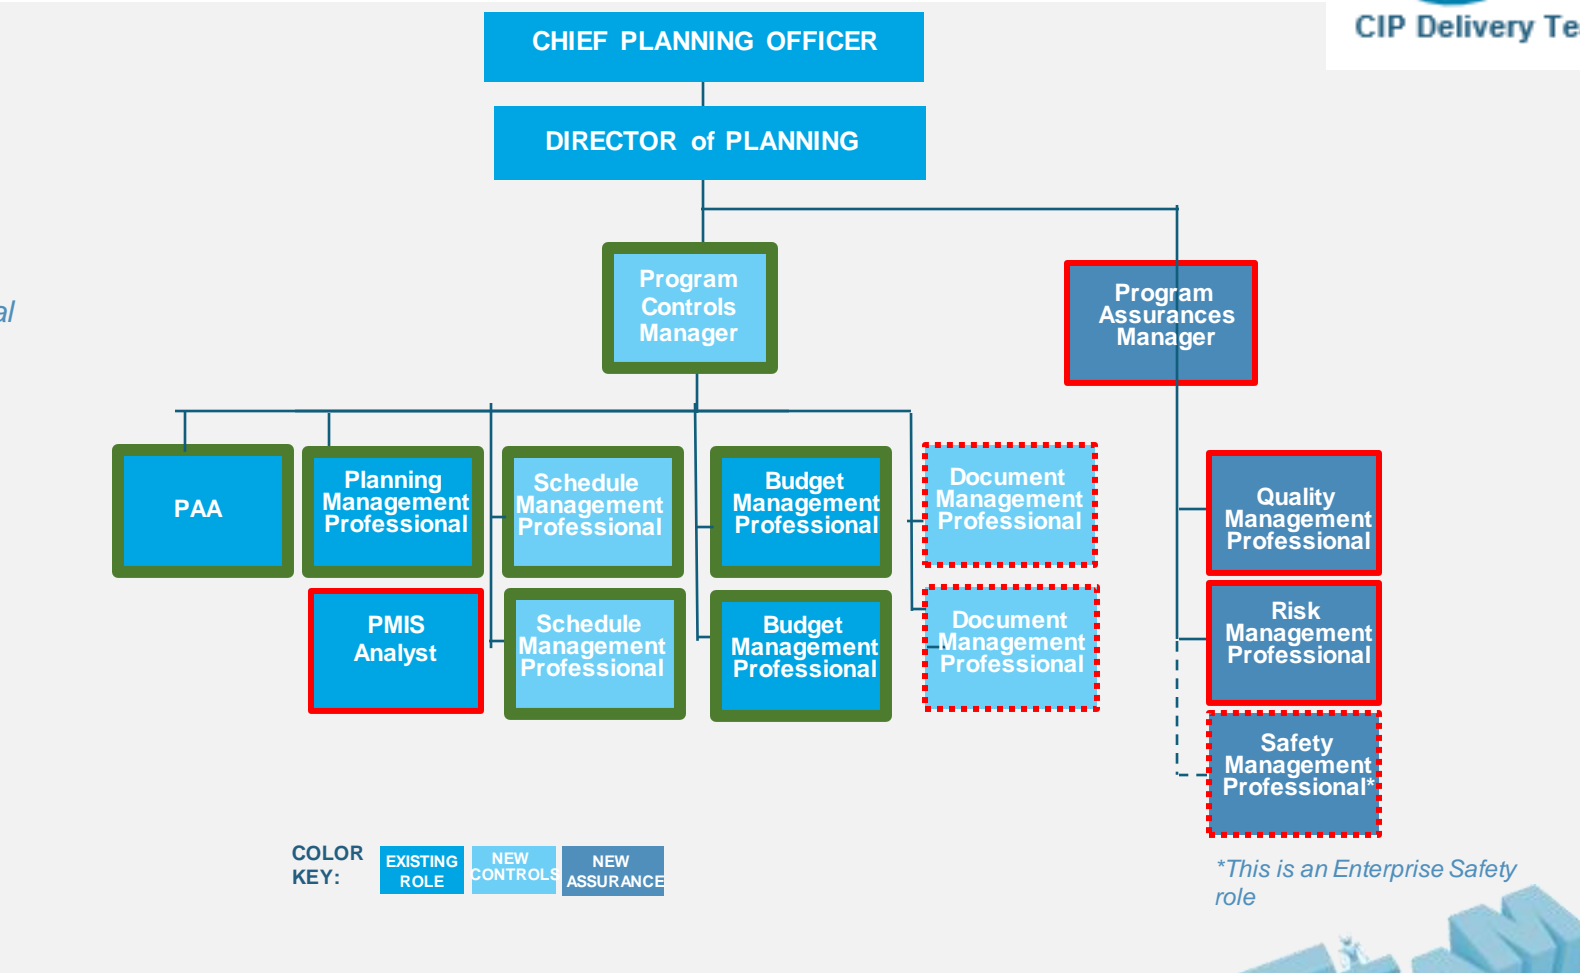 CIP Delivery
CHIEF PLANNING OFFICER
DIRECTOR of PLANNING
Program
Controls
Manager
Program
Assurances
Manager
PAA
Planning
Management
Professional
Schedule
Management
Professional
Budget
Management
Professional
Document
Management
Professional
Quality
Management
Professional
PMIS
Analyst
Schedule
Management
Professional
Budget
Management
Professional
Document
Management
Professional
Risk
Management
Professional
Safety
Management
Professional*
COLOR
KEY:
EXISTING
ROLE
NEW
CONTROLS
NEW
ASSURANCE
*This is an Enterprise Safety
role